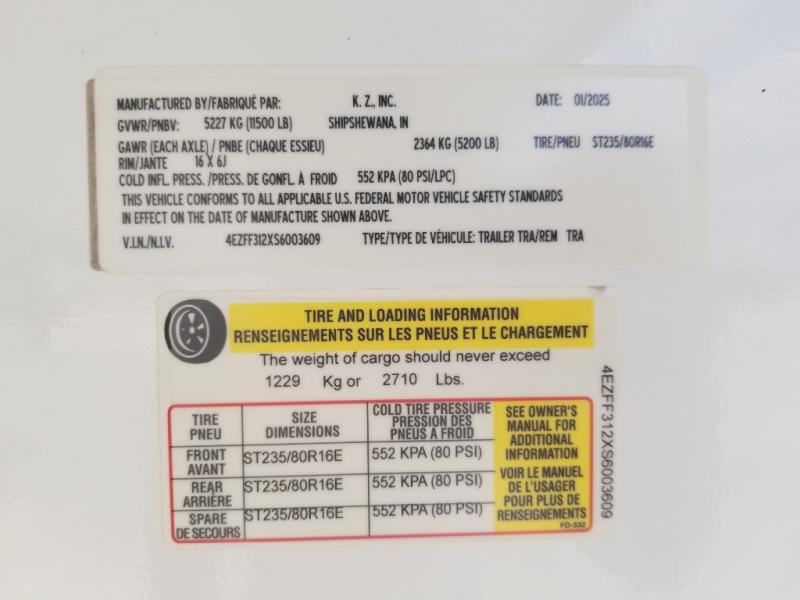 MANUFACTURED BY/FABRIQUÉ PAR: K. Z., INC. DATE: 01/2025
GVWR/PNBV: 5227 KG (11500 LB) SHIPSHEWANA, IN
GAWR (EACH AXLE) / PNBE (CHAQUE ESSIEU) 2364 KG (5200 LB) TIRE/PNEU ST235/80R16E
RIM/JANTE 16 X 6J
COLD INFL. PRESS. /PRESS. DE GONFL. À FROID 552 KPA (80 PSI/LPC)
THIS VEHICLE CONFORMS TO ALL APPLICABLE U.S. FEDERAL MOTOR VEHICLE SAFETY STANDARDS
IN EFFECT ON THE DATE OF MANUFACTURE SHOWN ABOVE.
V.I.N./N.I.V. 4EZFF312XS6003609 TYPE/TYPE DE VÉHICULE: TRAILER TRA/REM TRA
TIRE AND LOADING INFORMATION
RENSEIGNEMENTS SUR LES PNEUS ET LE CHARGEMENT
The weight of cargo should never exceed
1229 Kg or 2710 Lbs.
TIRE
PNEU
SIZE
DIMENSIONS
COLD TIRE PRESSURE
PRESSION DES
PNEUS A FROID
FRONT
AVANT
ST235/80R16E
552 KPA (80 PSI)
REAR
ARRIÈRE
ST235/80R16E
552 KPA (80 PSI)
SPARE
DE SECOURS
ST235/80R16E
552 KPA (80 PSI)
SEE OWNER'S
MANUAL FOR
ADDITIONAL
INFORMATION
VOIR LE MANUEL
DE L'USAGER
POUR PLUS DE
RENSEIGNEMENTS
FD-332
4EZFF312XS6003609